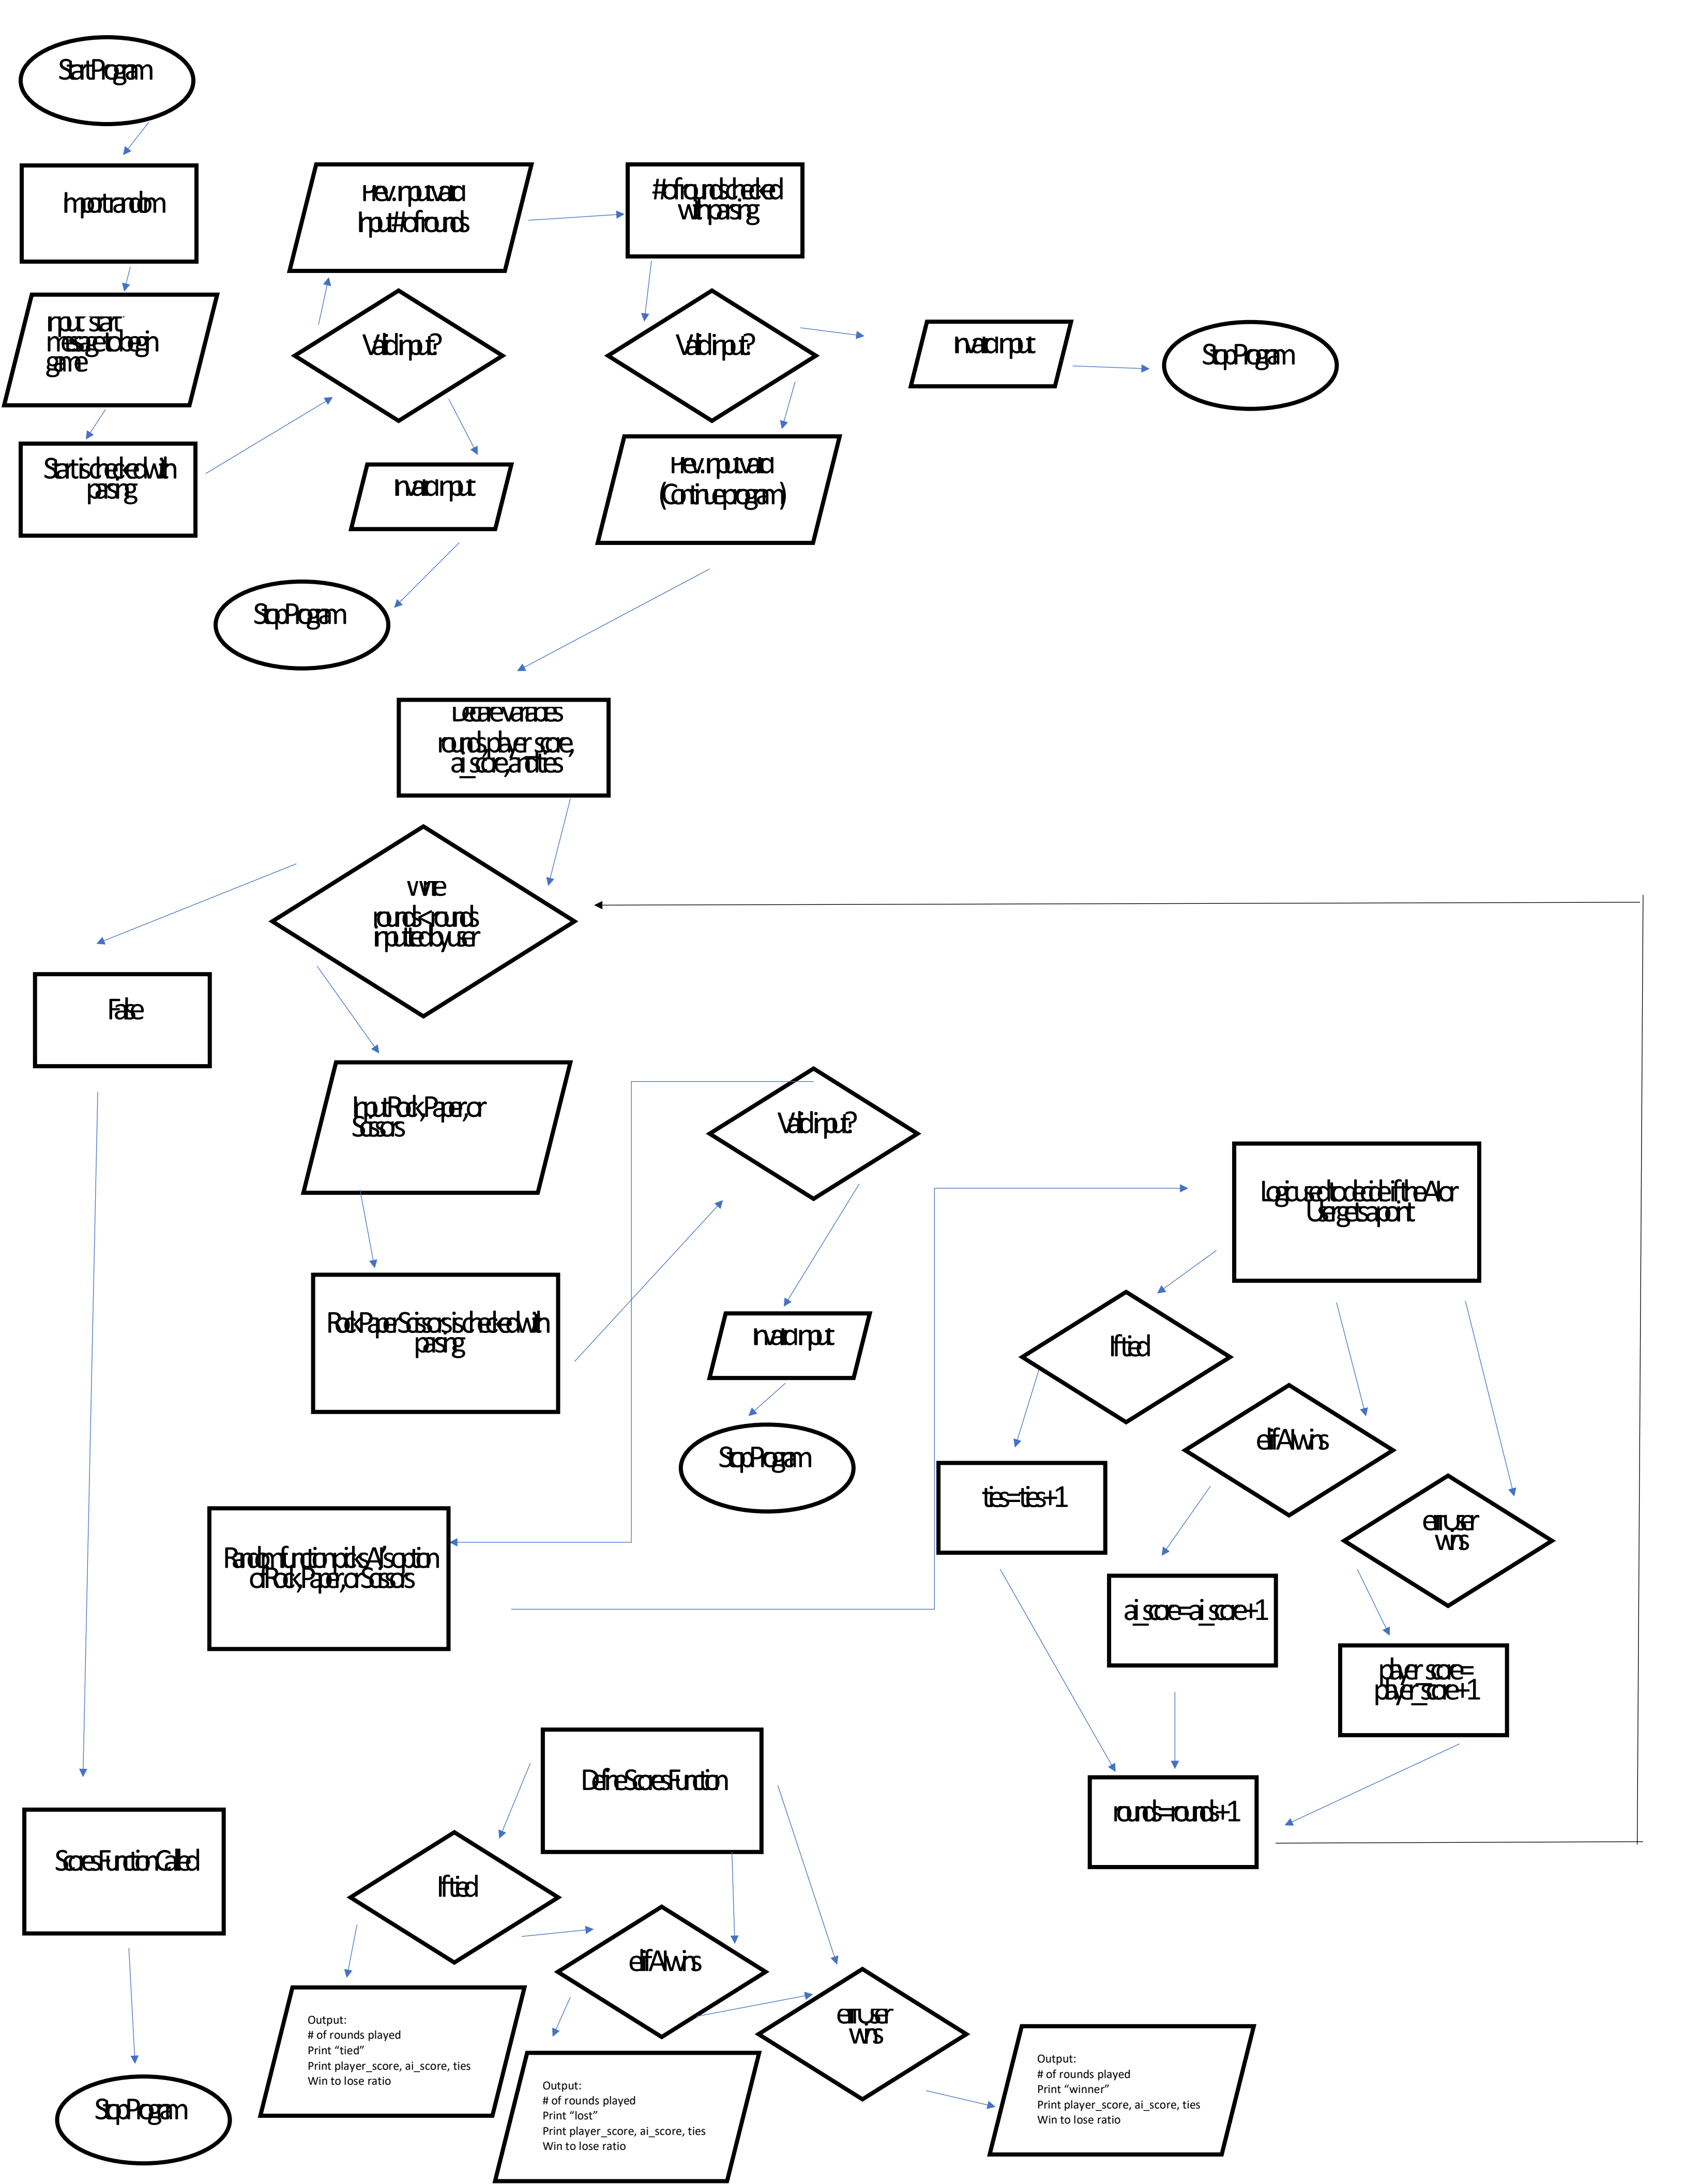 Start Program
Import random
Input "start"
message to begin
game
Start is checked with
parsing
Valid input?
Hev. input valid
Input # of rounds
# of rounds checked
with parsing
Valid input?
Invalid input
Stop Program
Invalid input
Stop Program
Hev. input valid
(Continue program)
Declare variables
rounds, player_score,
ai_score, and ties
While
rounds < rounds
inputted by user
False
Input Rock, Paper, or
Scissors
Rock Paper Scissors is checked with
parsing
Valid input?
Invalid input
Stop Program
Random function picks AI's option
of Rock, Paper, or Scissors
Logic used to decide if the AI or
User gets a point
If tied
elif AI wins
elif user
wins
ties = ties + 1
ai_score = ai_score + 1
player_score =
player_score + 1
rounds = rounds + 1
Scores Function Called
Stop Program
Define Scores Function
If tied
elif AI wins
elif user
wins
Output:
# of rounds played
Print “tied”
Print player_score, ai_score, ties
Win to lose ratio
Output:
# of rounds played
Print “lost”
Print player_score, ai_score, ties
Win to lose ratio
Output:
# of rounds played
Print “winner”
Print player_score, ai_score, ties
Win to lose ratio